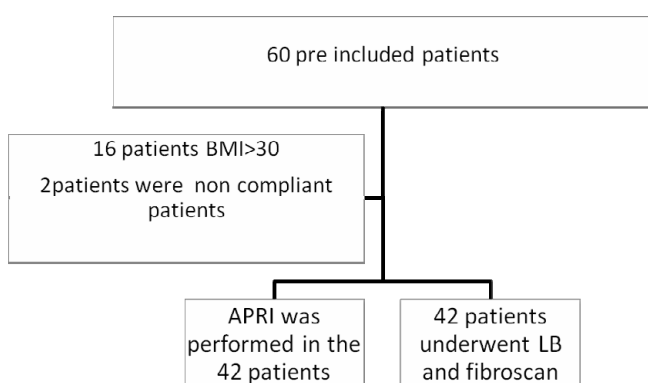 60 pre included patients
16 patients BMI>30
2patients were non compliant
patients
APRI was
performed in the
42 patients
42 patients
underwent LB
and fibroscan